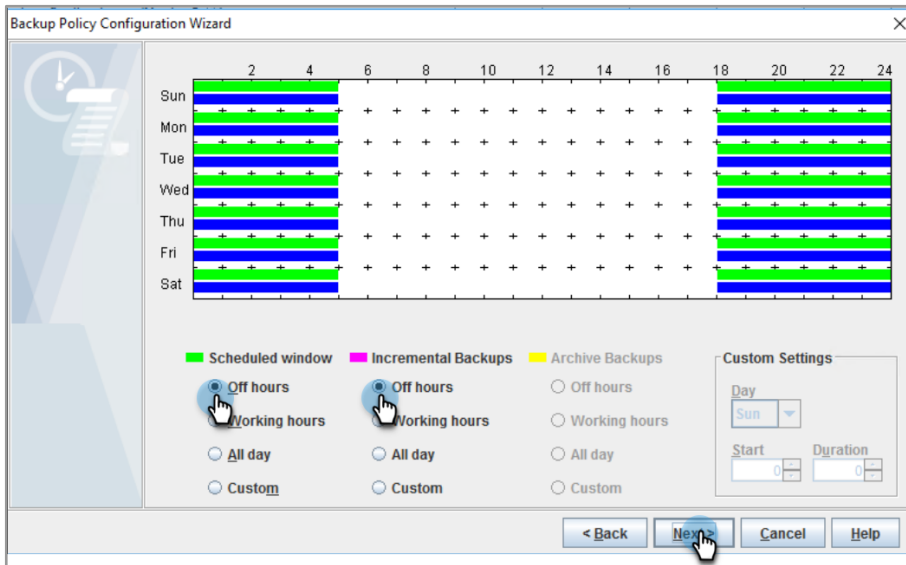 Backup Policy Configuration Wizard
2 4 6 8 10 12 14 16 18 20 22 24
Sun
Mon
Tue
Wed
Thu
Fri
Sat
Scheduled window Incremental Backups Archive Backups Custom Settings
Off hours Off hours Off hours Day
Working hours Working hours Working hours Sun
All day All day All day Start Duration
0 0
Custom Custom Custom
< Back Next > Cancel Help